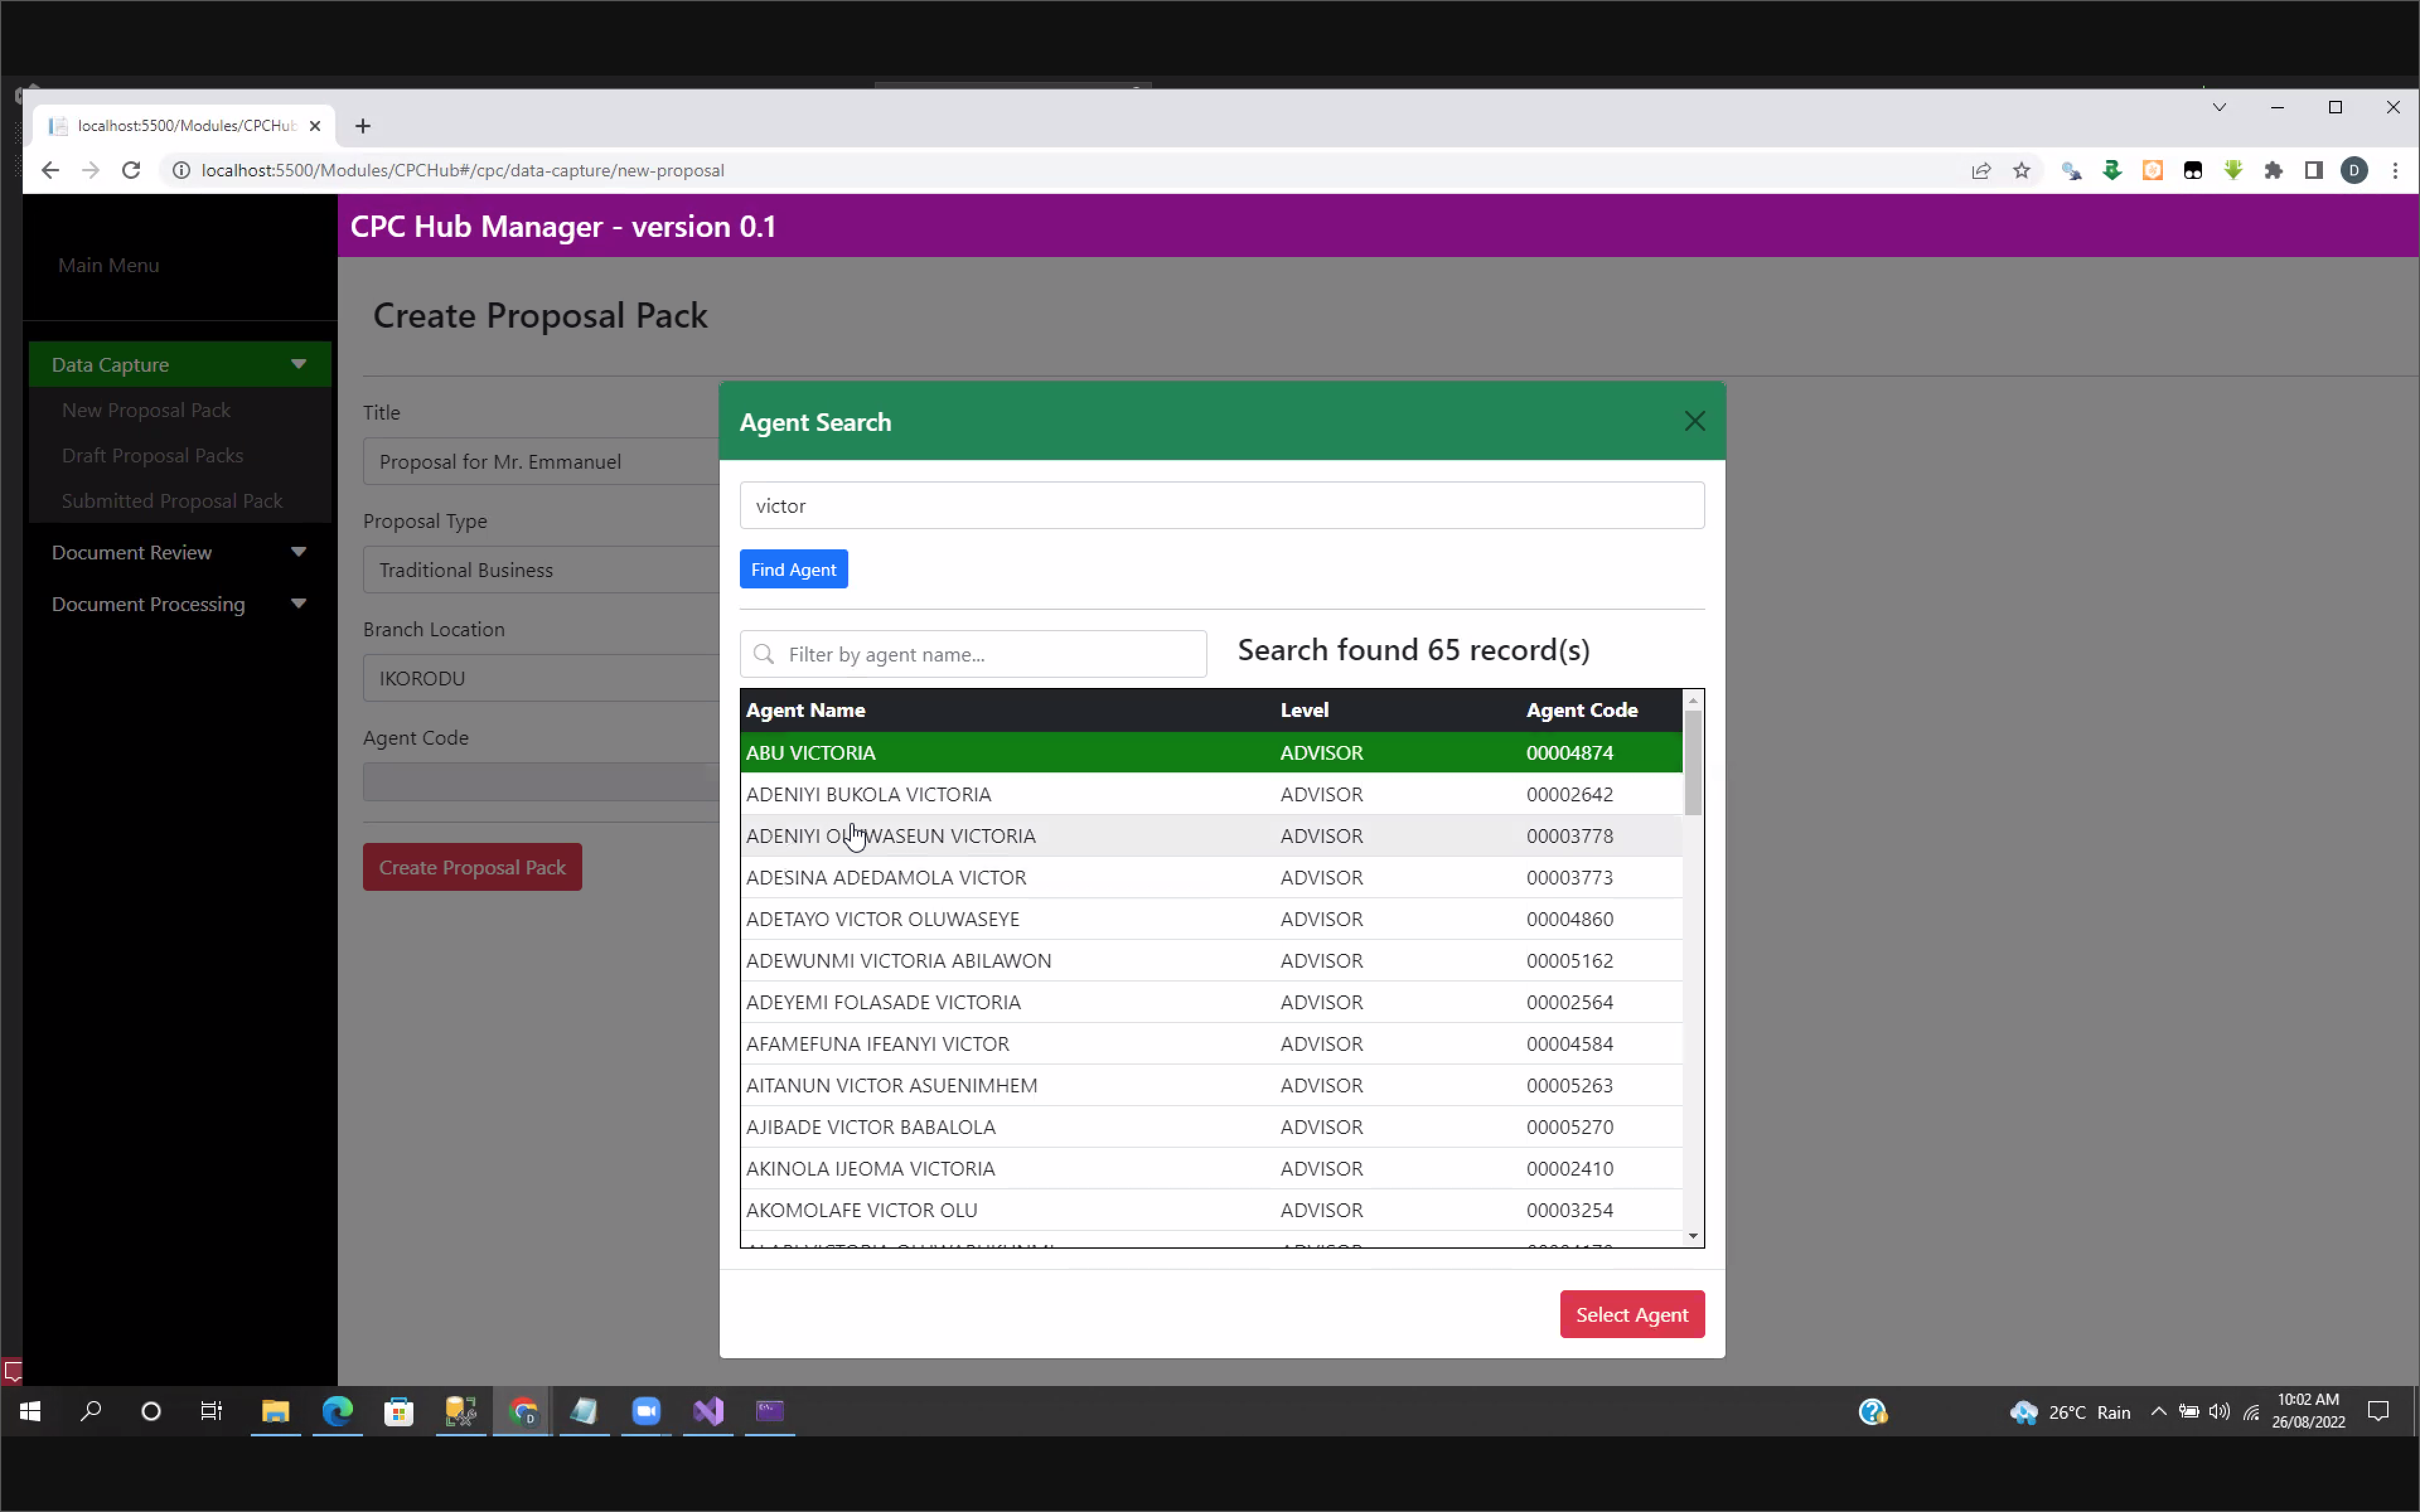 localhost:5500/Modules/CPCHub
localhost:5500/Modules/CPCHub#/cpc/data-capture/new-proposal
D
CPC Hub Manager - version 0.1
Main Menu
Create Proposal Pack
Data Capture
New Proposal Pack
Draft Proposal Packs
Submitted Proposal Pack
Document Review
Document Processing
Title
Proposal for Mr. Emmanuel
Proposal Type
Traditional Business
Branch Location
IKORODU
Agent Code
Create Proposal Pack
Agent Search
victor
Find Agent
Filter by agent name...
Search found 65 record(s)
Agent Name Level Agent Code
ABU VICTORIA ADVISOR 00004874
ADENIYI BUKOLA VICTORIA ADVISOR 00002642
ADENIYI OLUWASEUN VICTORIA ADVISOR 00003778
ADESINA ADEDAMOLA VICTOR ADVISOR 00003773
ADETAYO VICTOR OLUWASEYE ADVISOR 00004860
ADEWUNMI VICTORIA ABILAWON ADVISOR 00005162
ADEYEMI FOLASADE VICTORIA ADVISOR 00002564
AFAMEFUNA IFEANYI VICTOR ADVISOR 00004584
AITANUN VICTOR ASUENIMHEM ADVISOR 00005263
AJIBADE VICTOR BABALOLA ADVISOR 00005270
AKINOLA IJEOMA VICTORIA ADVISOR 00002410
AKOMOLAFE VICTOR OLU ADVISOR 00003254
Select Agent
26°C Rain
10:02 AM
26/08/2022